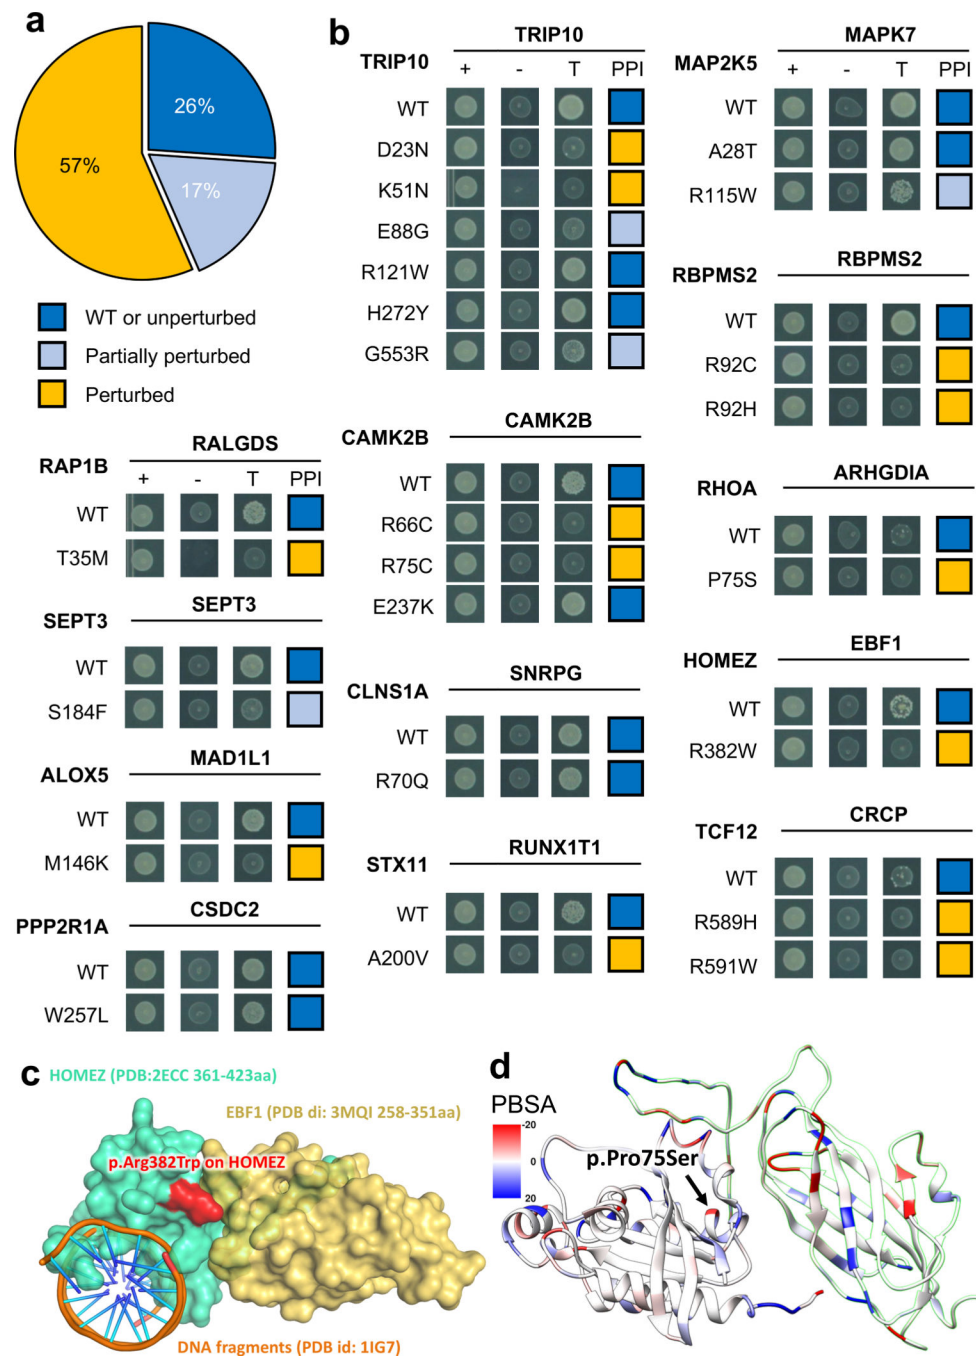 a
26%
57%
17%
WT or unperturbed
Partially perturbed
Perturbed
b
TRIP10
TRIP10
+ - T PPI
WT
D23N
K51N
E88G
R121W
H272Y
G553R
MAPK7
MAP2K5
+ - T PPI
WT
A28T
R115W
RBPMS2
RBPMS2
WT
R92C
R92H
RALGDS
RAP1B
+ - T PPI
WT
T35M
CAMK2B
CAMK2B
WT
R66C
R75C
E237K
ARHGDIA
RHOA
WT
P75S
SEPT3
SEPT3
WT
S184F
SNRPG
CLNS1A
WT
R70Q
EBF1
HOMEZ
WT
R382W
MAD1L1
ALOX5
WT
M146K
RUNX1T1
STX11
WT
A200V
CRCP
TCF12
WT
R589H
R591W
CSDC2
PPP2R1A
WT
W257L
c
HOMEZ (PDB:2ECC 361-423aa)
EBF1 (PDB di: 3MQI 258-351aa)
p.Arg382Trp on HOMEZ
DNA fragments (PDB id: 1IG7)
d
PBSA
-20
0
20
p.Pro75Ser